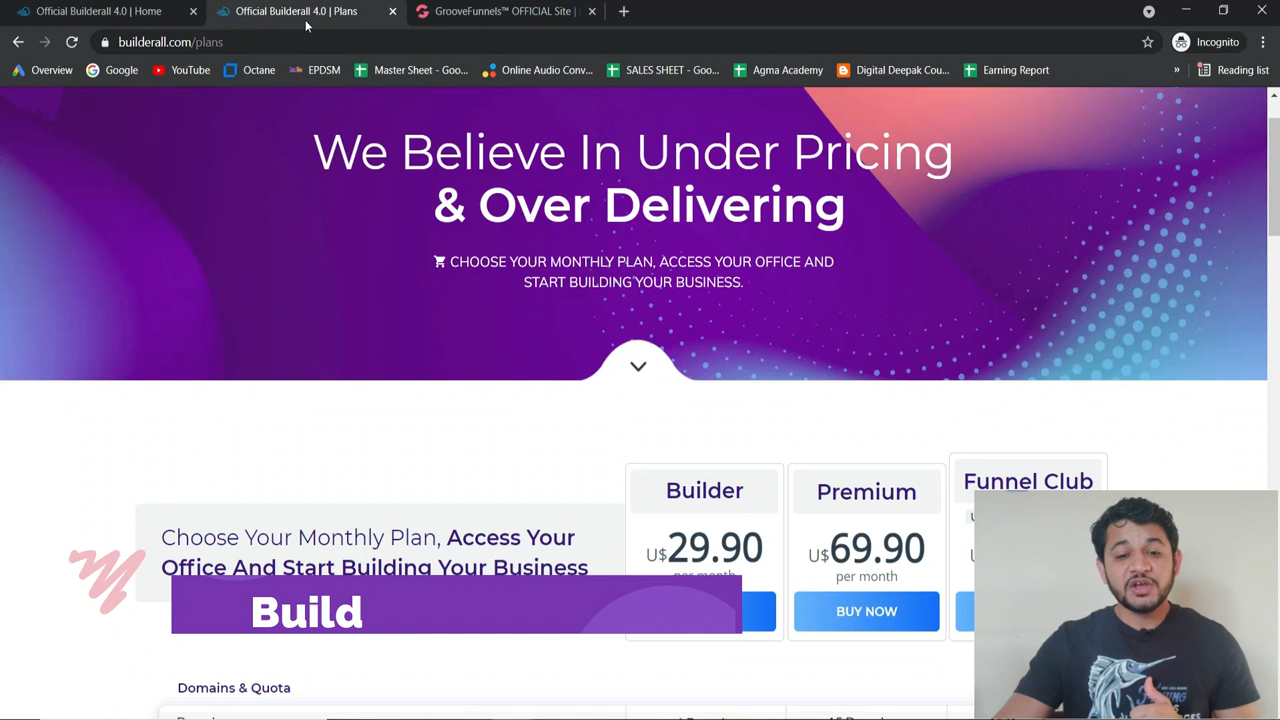 Official Builderall 4.0 | Home
Official Builderall 4.0 | Plans
GrooveFunnels™ OFFICIAL Site |
builderall.com/plans
Incognito
Overview
Google
YouTube
Octane
EPDSM
Master Sheet - Goo...
Online Audio Conv...
SALES SHEET - Goo...
Agma Academy
Digital Deepak Cou...
Earning Report
»
Reading list
We Believe In Under Pricing
& Over Delivering
CHOOSE YOUR MONTHLY PLAN, ACCESS YOUR OFFICE AND
START BUILDING YOUR BUSINESS.
Choose Your Monthly Plan, Access Your
Office And Start Building Your Business
Builder
U$29.90
per month
Premium
U$69.90
per month
BUY NOW
Funnel Club
Build
Domains & Quota